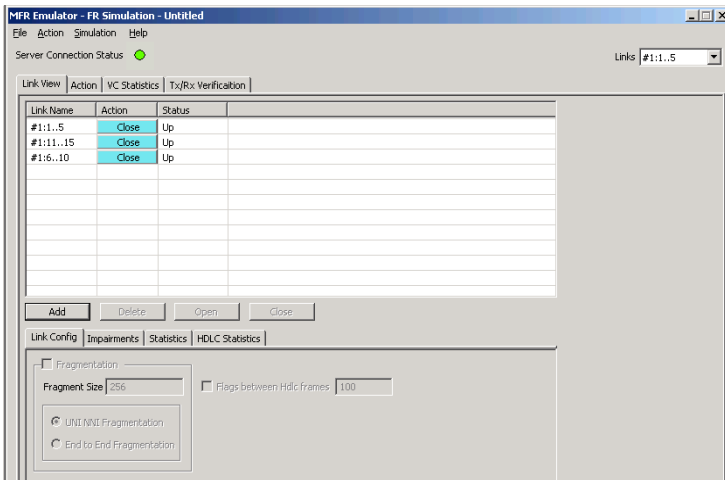 MFR Emulator - FR Simulation - Untitled
File Action Simulation Help
Server Connection Status
Links #1:1..5
Link View Action VC Statistics Tx/Rx Verificaition
Link Name Action Status
#1:1..5 Close Up
#1:11..15 Close Up
#1:6..10 Close Up
Add Delete Open Close
Link Config Impairments Statistics HDLC Statistics
Fragmentation
Fragment Size 256 Flags between Hdlc frames 100
UNI NNI Fragmentation
End to End Fragmentation